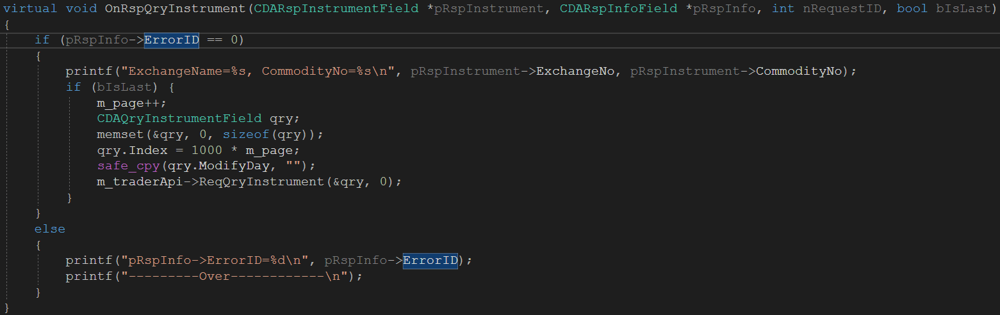 virtual void OnRspQryInstrument(CDARspInstrumentField *pRspInstrument, CDARspInfoField *pRspInfo, int nRequestID, bool bIsLast)
{
if (pRspInfo->ErrorID == 0)
{
printf("ExchangeName=%s, CommodityNo=%s\n", pRspInstrument->ExchangeNo, pRspInstrument->CommodityNo);
if (bIsLast) {
m_page++;
CDAQryInstrumentField qry;
memset(&qry, 0, sizeof(qry));
qry.Index = 1000 * m_page;
safe_cpy(qry.ModifyDay, "");
m_traderApi->ReqQryInstrument(&qry, 0);
}
}
else
{
printf("pRspInfo->ErrorID=%d\n", pRspInfo->ErrorID);
printf("---------Over------------\n");
}
}